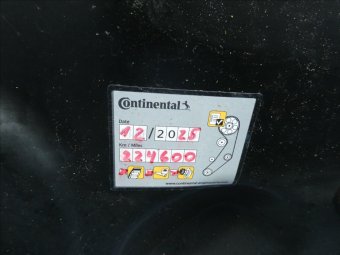 Continental
Date
12/2025
Km / Miles
224600